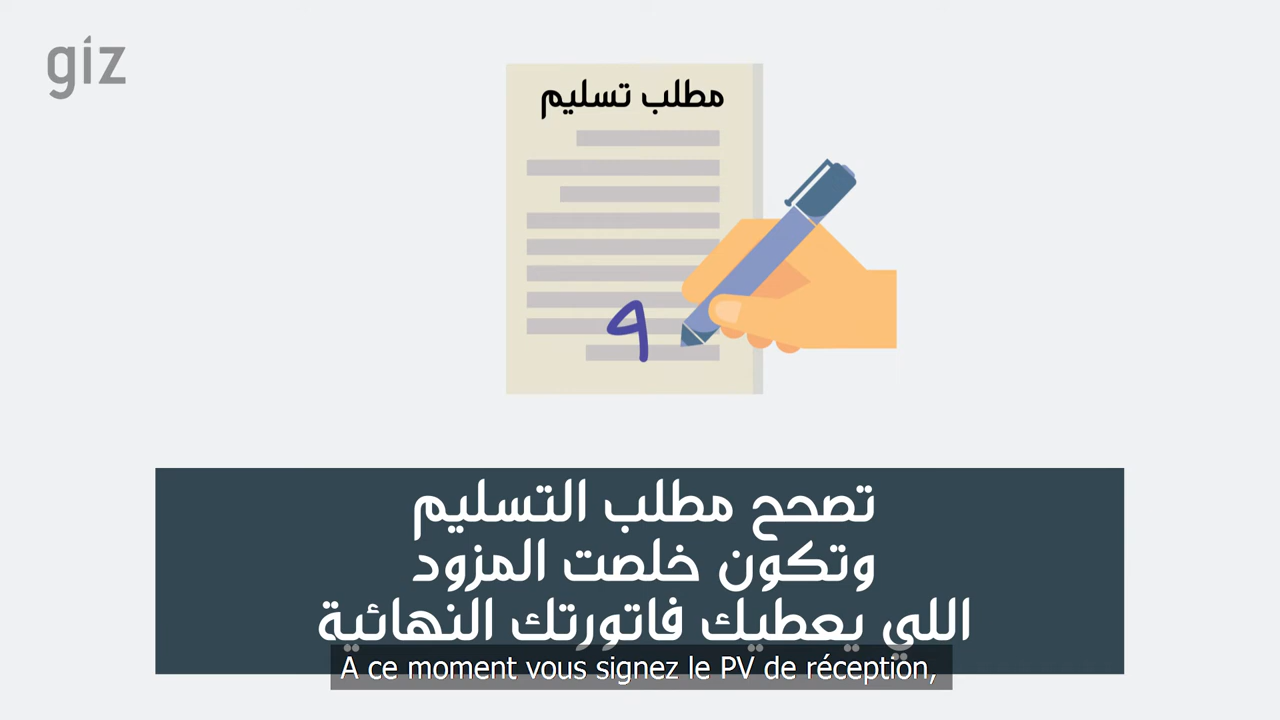 giz
مطلب تسليم
تصحح مطلب التسليم
وتكون خلصت المزود
اللي يعطيك فاتورتك النهائية
A ce moment vous signez le PV de réception,